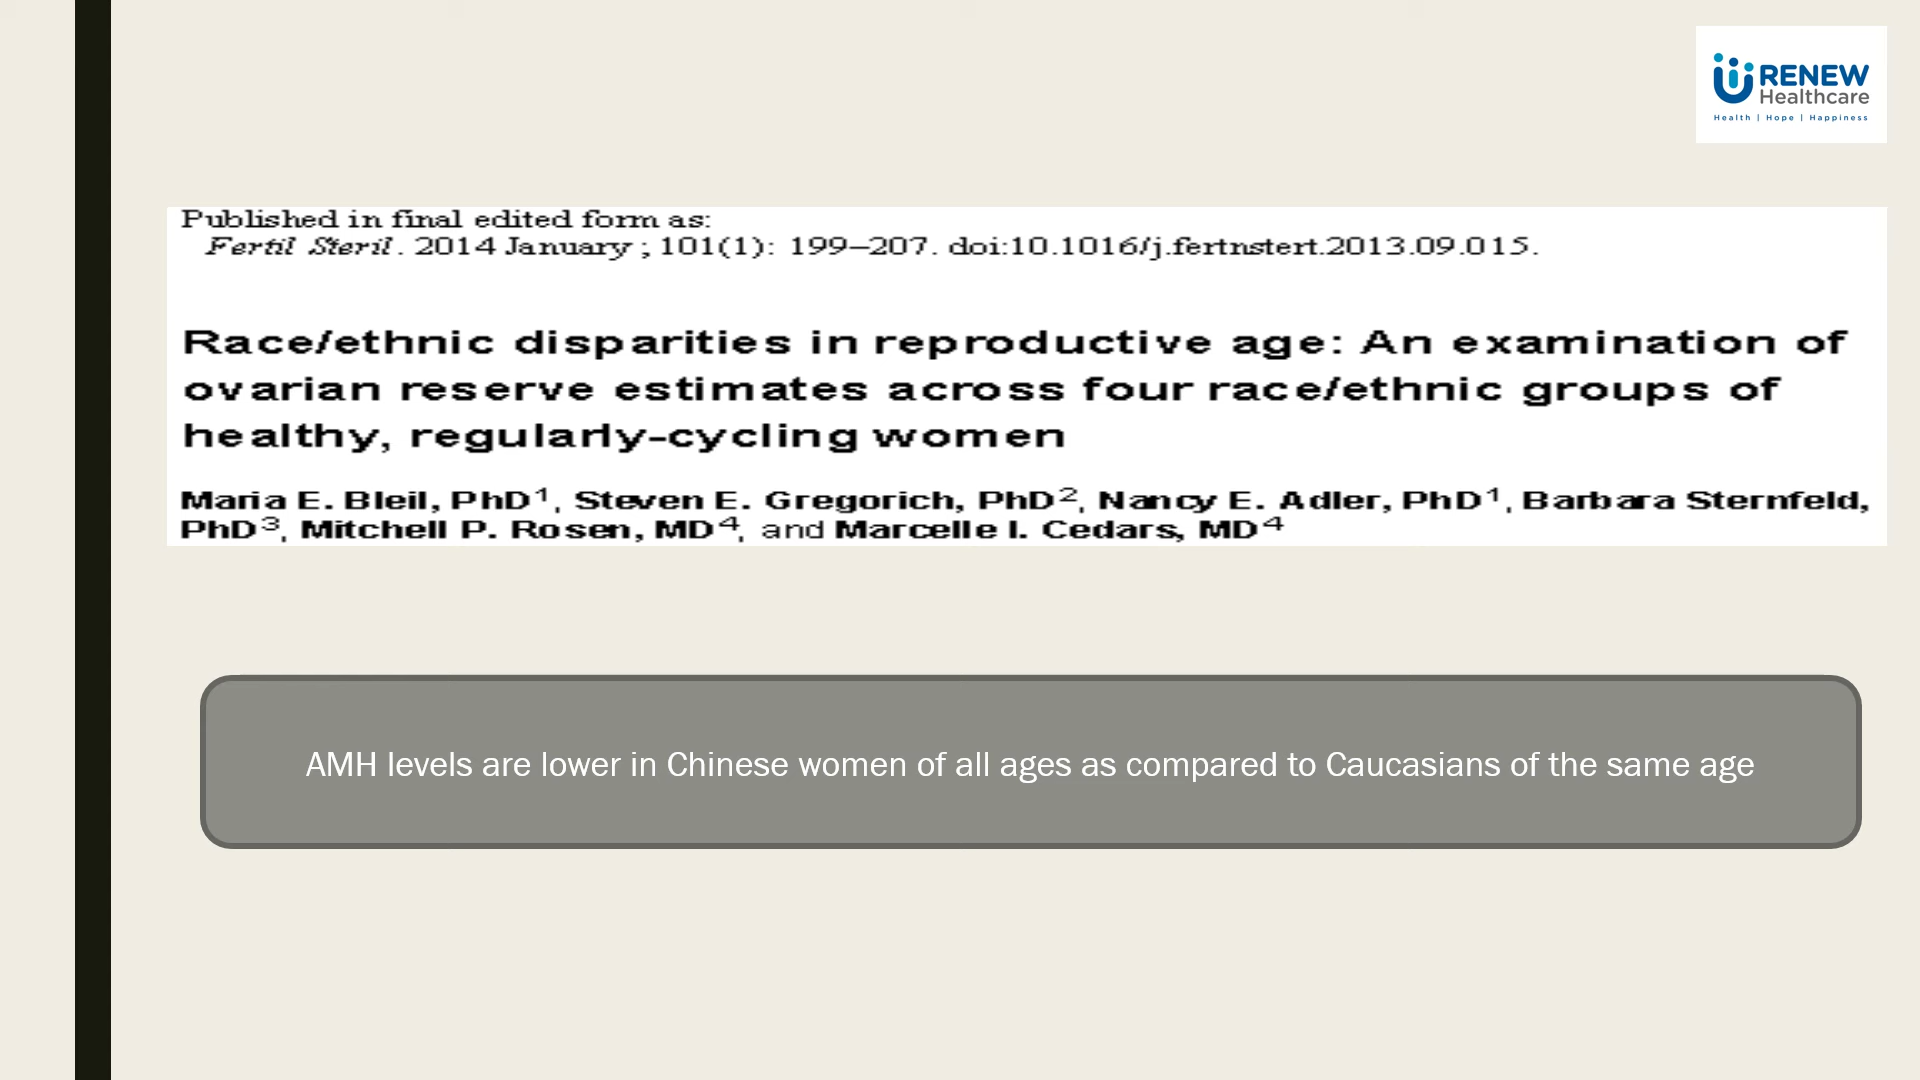 RENEW
Healthcare
Health | Hope | Happiness
Published in final edited form as:
Fertil Steril. 2014 January ; 101(1): 199–207. doi:10.1016/j.fertnstert.2013.09.015.
Race/ethnic disparities in reproductive age: An examination of
ovarian reserve estimates across four race/ethnic groups of
healthy, regularly-cycling women
Maria E. Bleil, PhD1, Steven E. Gregorich, PhD2, Nancy E. Adler, PhD1, Barbara Sternfeld,
PhD3, Mitchell P. Rosen, MD4, and Marcelle I. Cedars, MD4
AMH levels are lower in Chinese women of all ages as compared to Caucasians of the same age